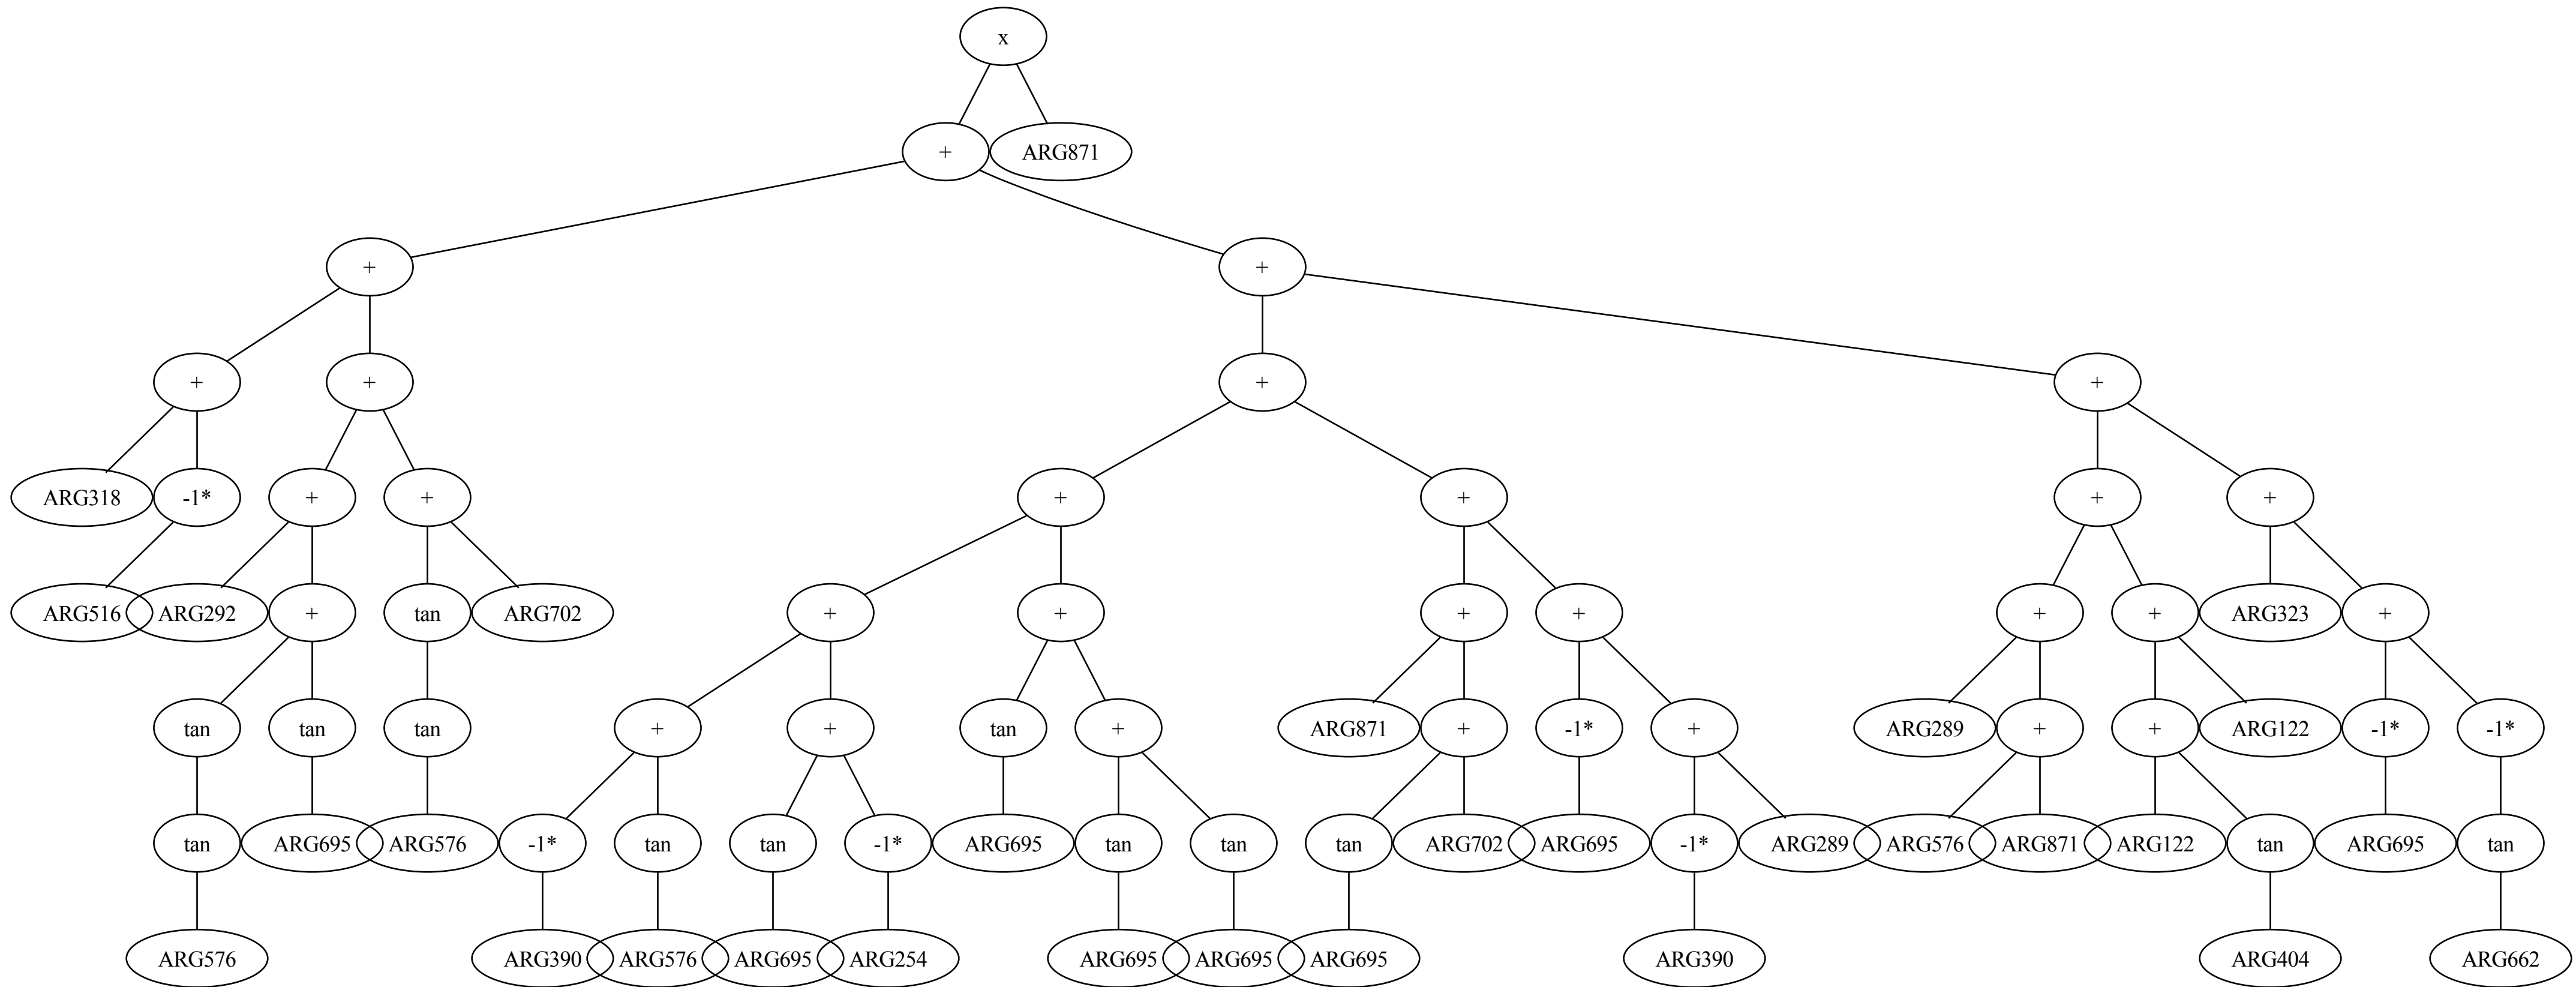 x
+ ARG871
+ +
+ + + +
ARG318 -1* + + + + + +
ARG516 ARG292 + tan ARG702 + + + + + + ARG323 +
tan tan tan + + tan + ARG871 + -1* + ARG289 + + ARG122 -1* -1*
tan ARG695 ARG576 -1* tan tan -1* ARG695 tan tan tan ARG702 ARG695 -1* ARG289 ARG576 ARG871 ARG122 tan ARG695 tan
ARG576 ARG390 ARG576 ARG695 ARG254 ARG695 ARG695 ARG695 ARG390 ARG404 ARG662